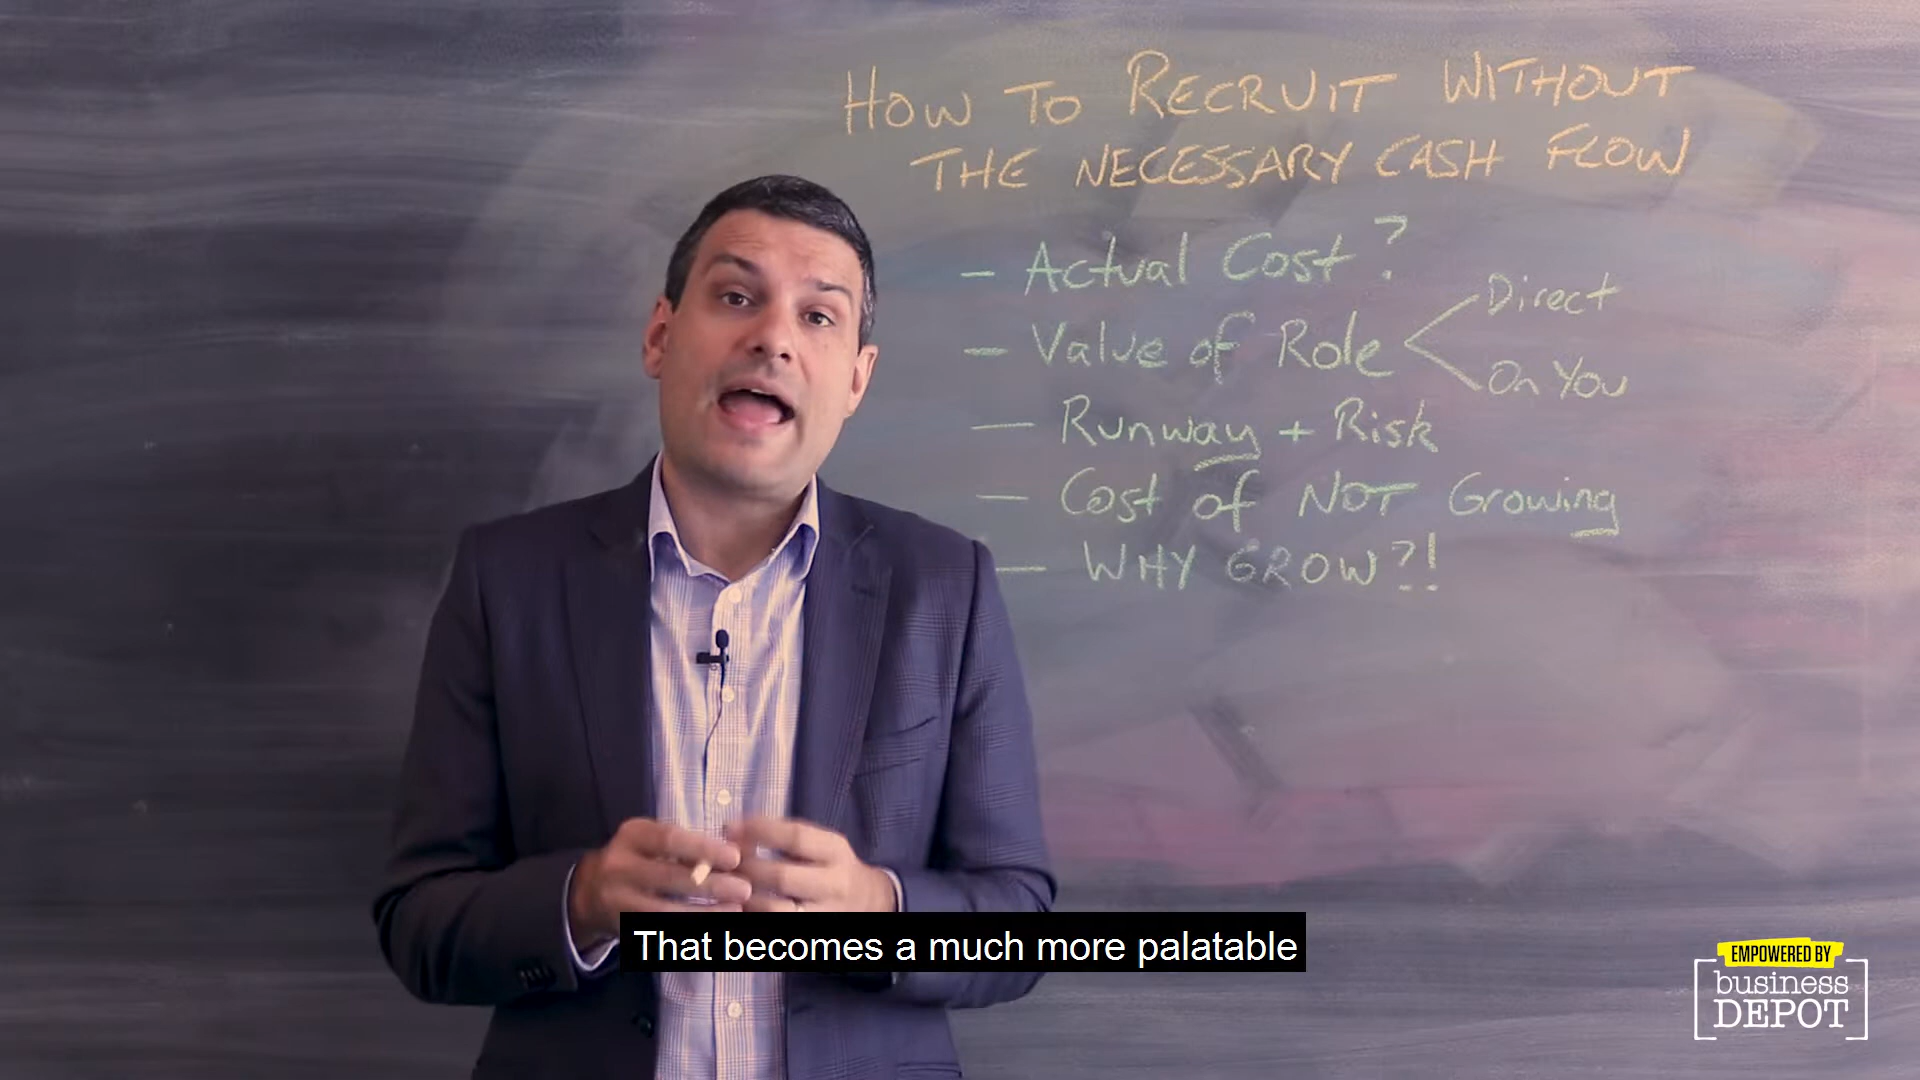 HOW TO RECRUIT WITHOUT
THE NECESSARY CASH FLOW
- Actual Cost?
- Value of Role < Direct
On You
- Runway + Risk
- Cost of NOT Growing
- WHY GROW?!
That becomes a much more palatable
EMPOWERED BY
business
DEPOT